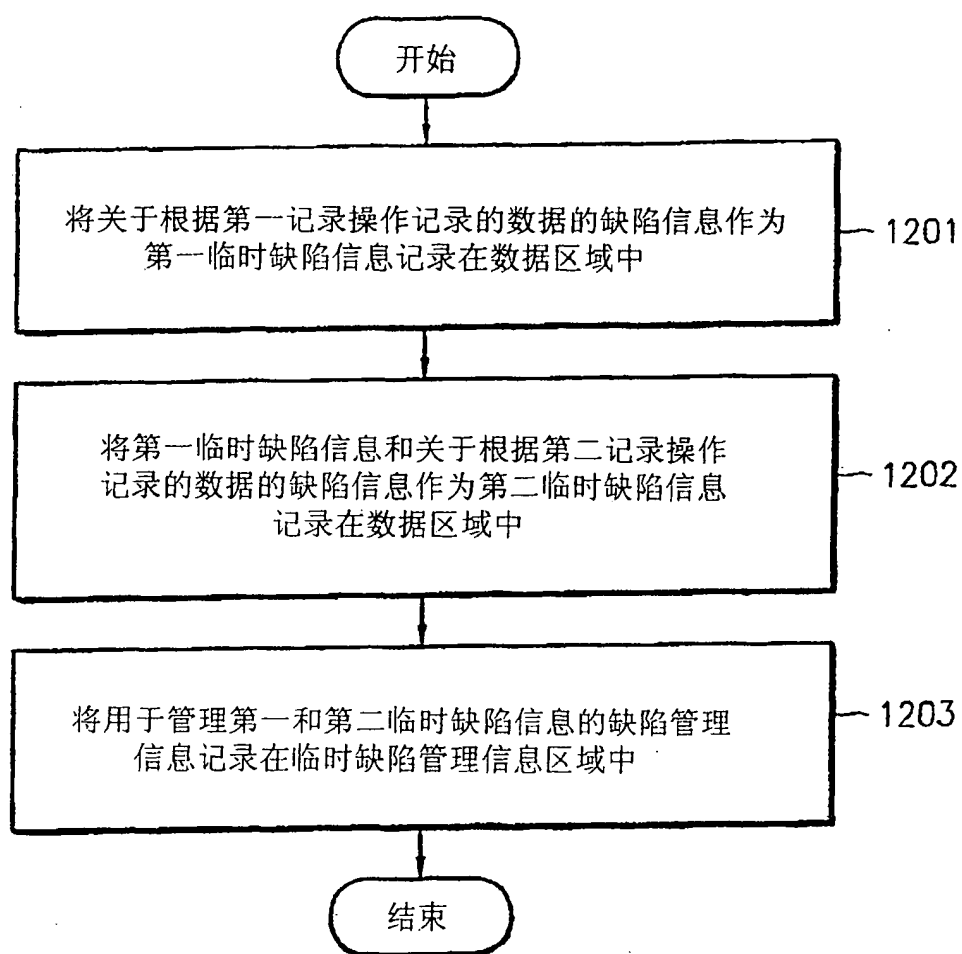 开始
将关于根据第一记录操作记录的数据的缺陷信息作为
第一临时缺陷信息记录在数据区域中
1201
将第一临时缺陷信息和关于根据第二记录操作
记录的数据的缺陷信息作为第二临时缺陷信息
记录在数据区域中
1202
将用于管理第一和第二临时缺陷信息的缺陷管理
信息记录在临时缺陷管理信息区域中
1203
结束